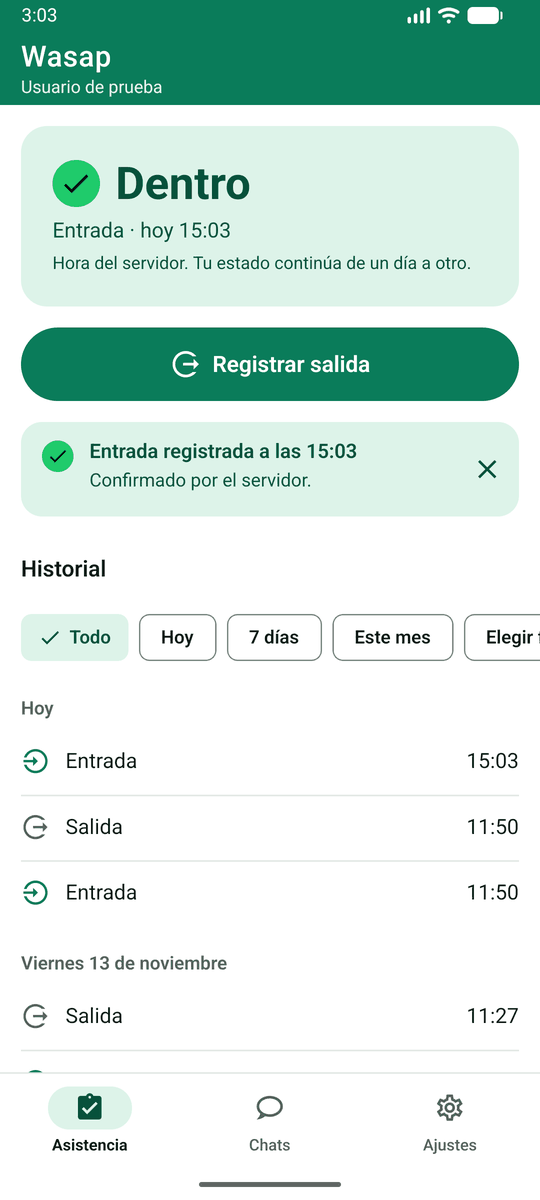 3:03
Wasap
Usuario de prueba
Dentro
Entrada · hoy 15:03
Hora del servidor. Tu estado continúa de un día a otro.
Registrar salida
Entrada registrada a las 15:03
Confirmado por el servidor.
Historial
Todo Hoy 7 días Este mes Elegir
Hoy
Entrada 15:03
Salida 11:50
Entrada 11:50
Viernes 13 de noviembre
Salida 11:27
Asistencia Chats Ajustes